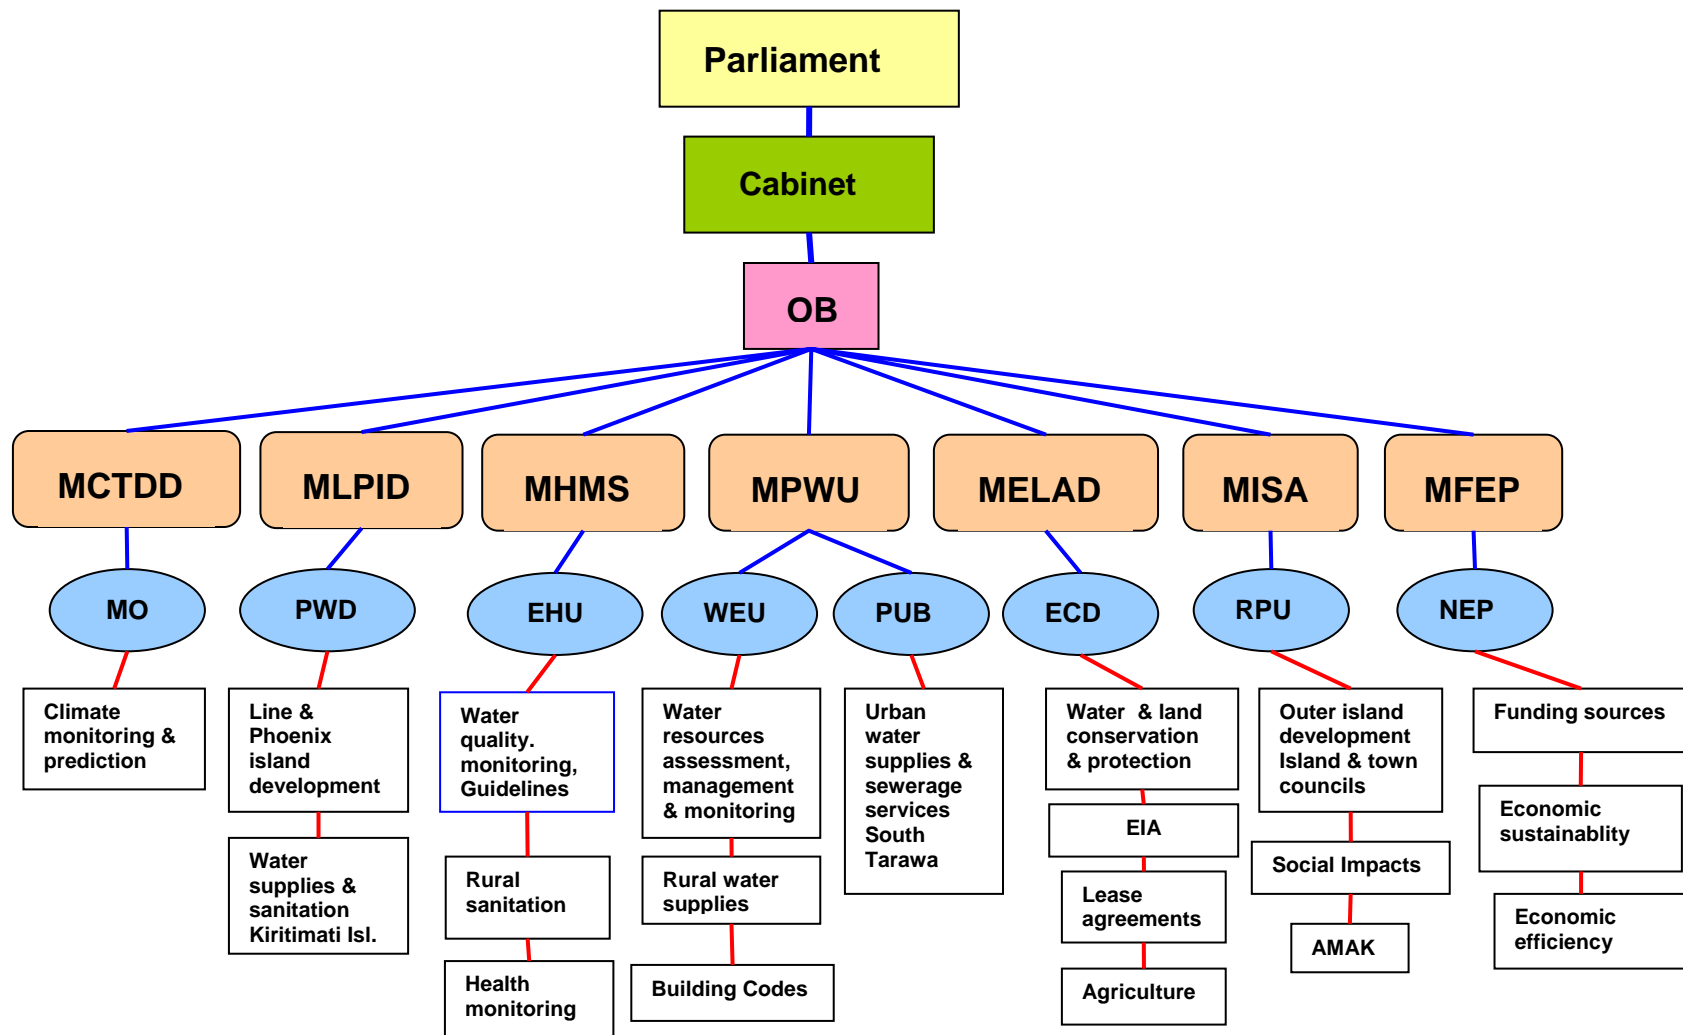 Parliament
Cabinet
OB
MCTDD
MLPID
MHMS
MPWU
MELAD
MISA
MFEP
MO
PWD
EHU
WEU
PUB
ECD
RPU
NEP
Climate
monitoring &
prediction
Line &
Phoenix
island
development
Water
supplies &
sanitation
Kiritimati Isl.
Water
quality.
monitoring,
Guidelines
Rural
sanitation
Health
monitoring
Water
resources
assessment,
management
& monitoring
Rural water
supplies
Building Codes
Urban
water
supplies &
sewerage
services
South
Tarawa
Water & land
conservation
& protection
EIA
Lease
agreements
Agriculture
Outer island
development
Island & town
councils
Social Impacts
AMAK
Funding sources
Economic
sustainablity
Economic
efficiency